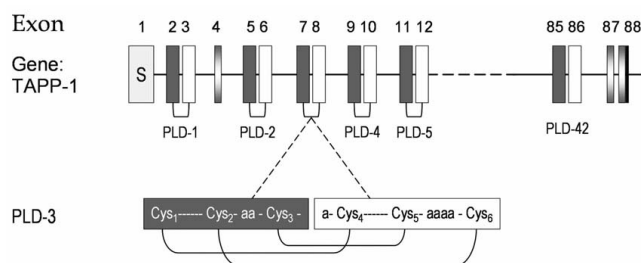 Exon 1 2 3 4 5 6 7 8 9 10 11 12 85 86 87 88
Gene:
TAPP-1
S
PLD-1 PLD-2 PLD-4 PLD-5 PLD-42
PLD-3 Cys₁------ Cys₂- aa - Cys₃ - a- Cys₄------ Cys₅- aaaa - Cys₆